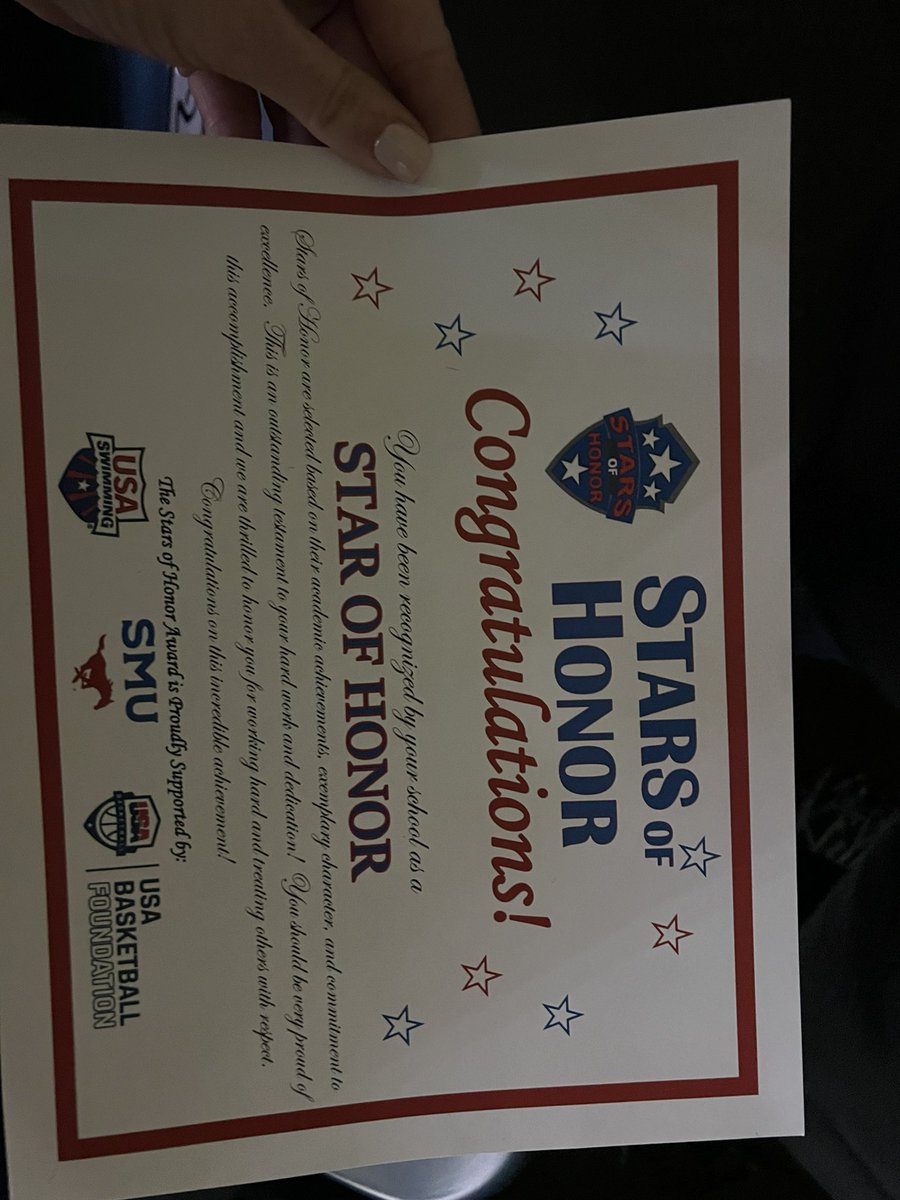 STARS OF
HONOR
STARS
OF
HONOR
Congratulations!
You have been recognized by your school as a
STAR OF HONOR
Stars of Honor are selected based on their academic achievements, exemplary character, and commitment to
excellence. This is an outstanding testament to your hard work and dedication! You should be very proud of
this accomplishment and we are thrilled to honor you for working hard and treating others with respect.
Congratulations on this incredible achievement!
The Stars of Honor Award is Proudly Supported by:
USA
SWIMMING
SMU
USA
BASKETBALL
USA
BASKETBALL
FOUNDATION